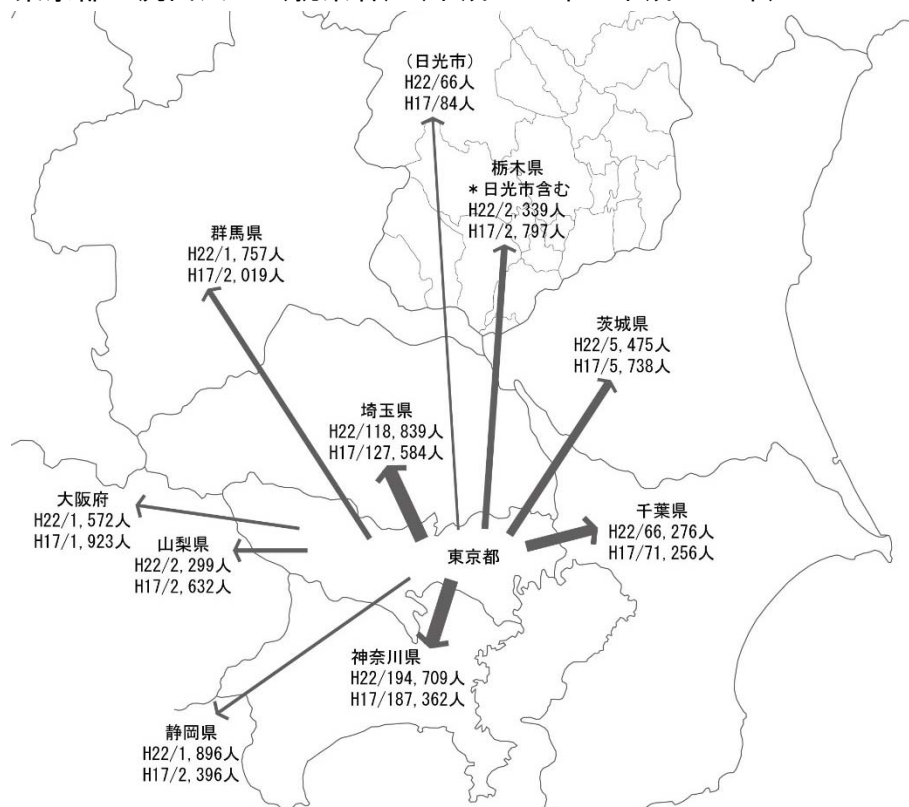 (日光市)
H22/66人
H17/84人
栃木県
*日光市含む
H22/2,339人
H17/2,797人
群馬県
H22/1,757人
H17/2,019人
茨城県
H22/5,475人
H17/5,738人
埼玉県
H22/118,839人
H17/127,584人
大阪府
H22/1,572人
H17/1,923人
山梨県
H22/2,299人
H17/2,632人
千葉県
H22/66,276人
H17/71,256人
東京都
神奈川県
H22/194,709人
H17/187,362人
静岡県
H22/1,896人
H17/2,396人